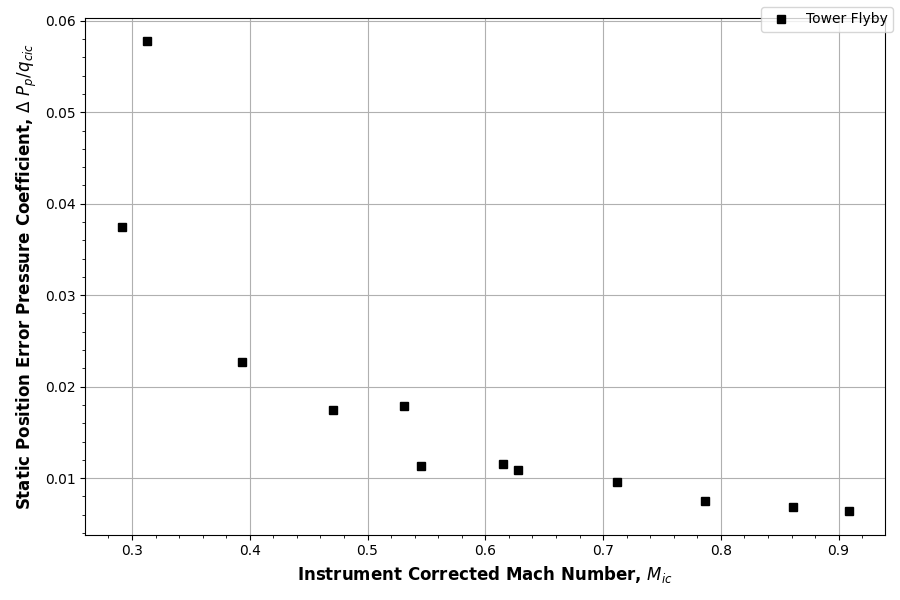 Tower Flyby
Static Position Error Pressure Coefficient, Δ P_p/q_cic
0.06
0.05
0.04
0.03
0.02
0.01
0.3 0.4 0.5 0.6 0.7 0.8 0.9
Instrument Corrected Mach Number, M_ic